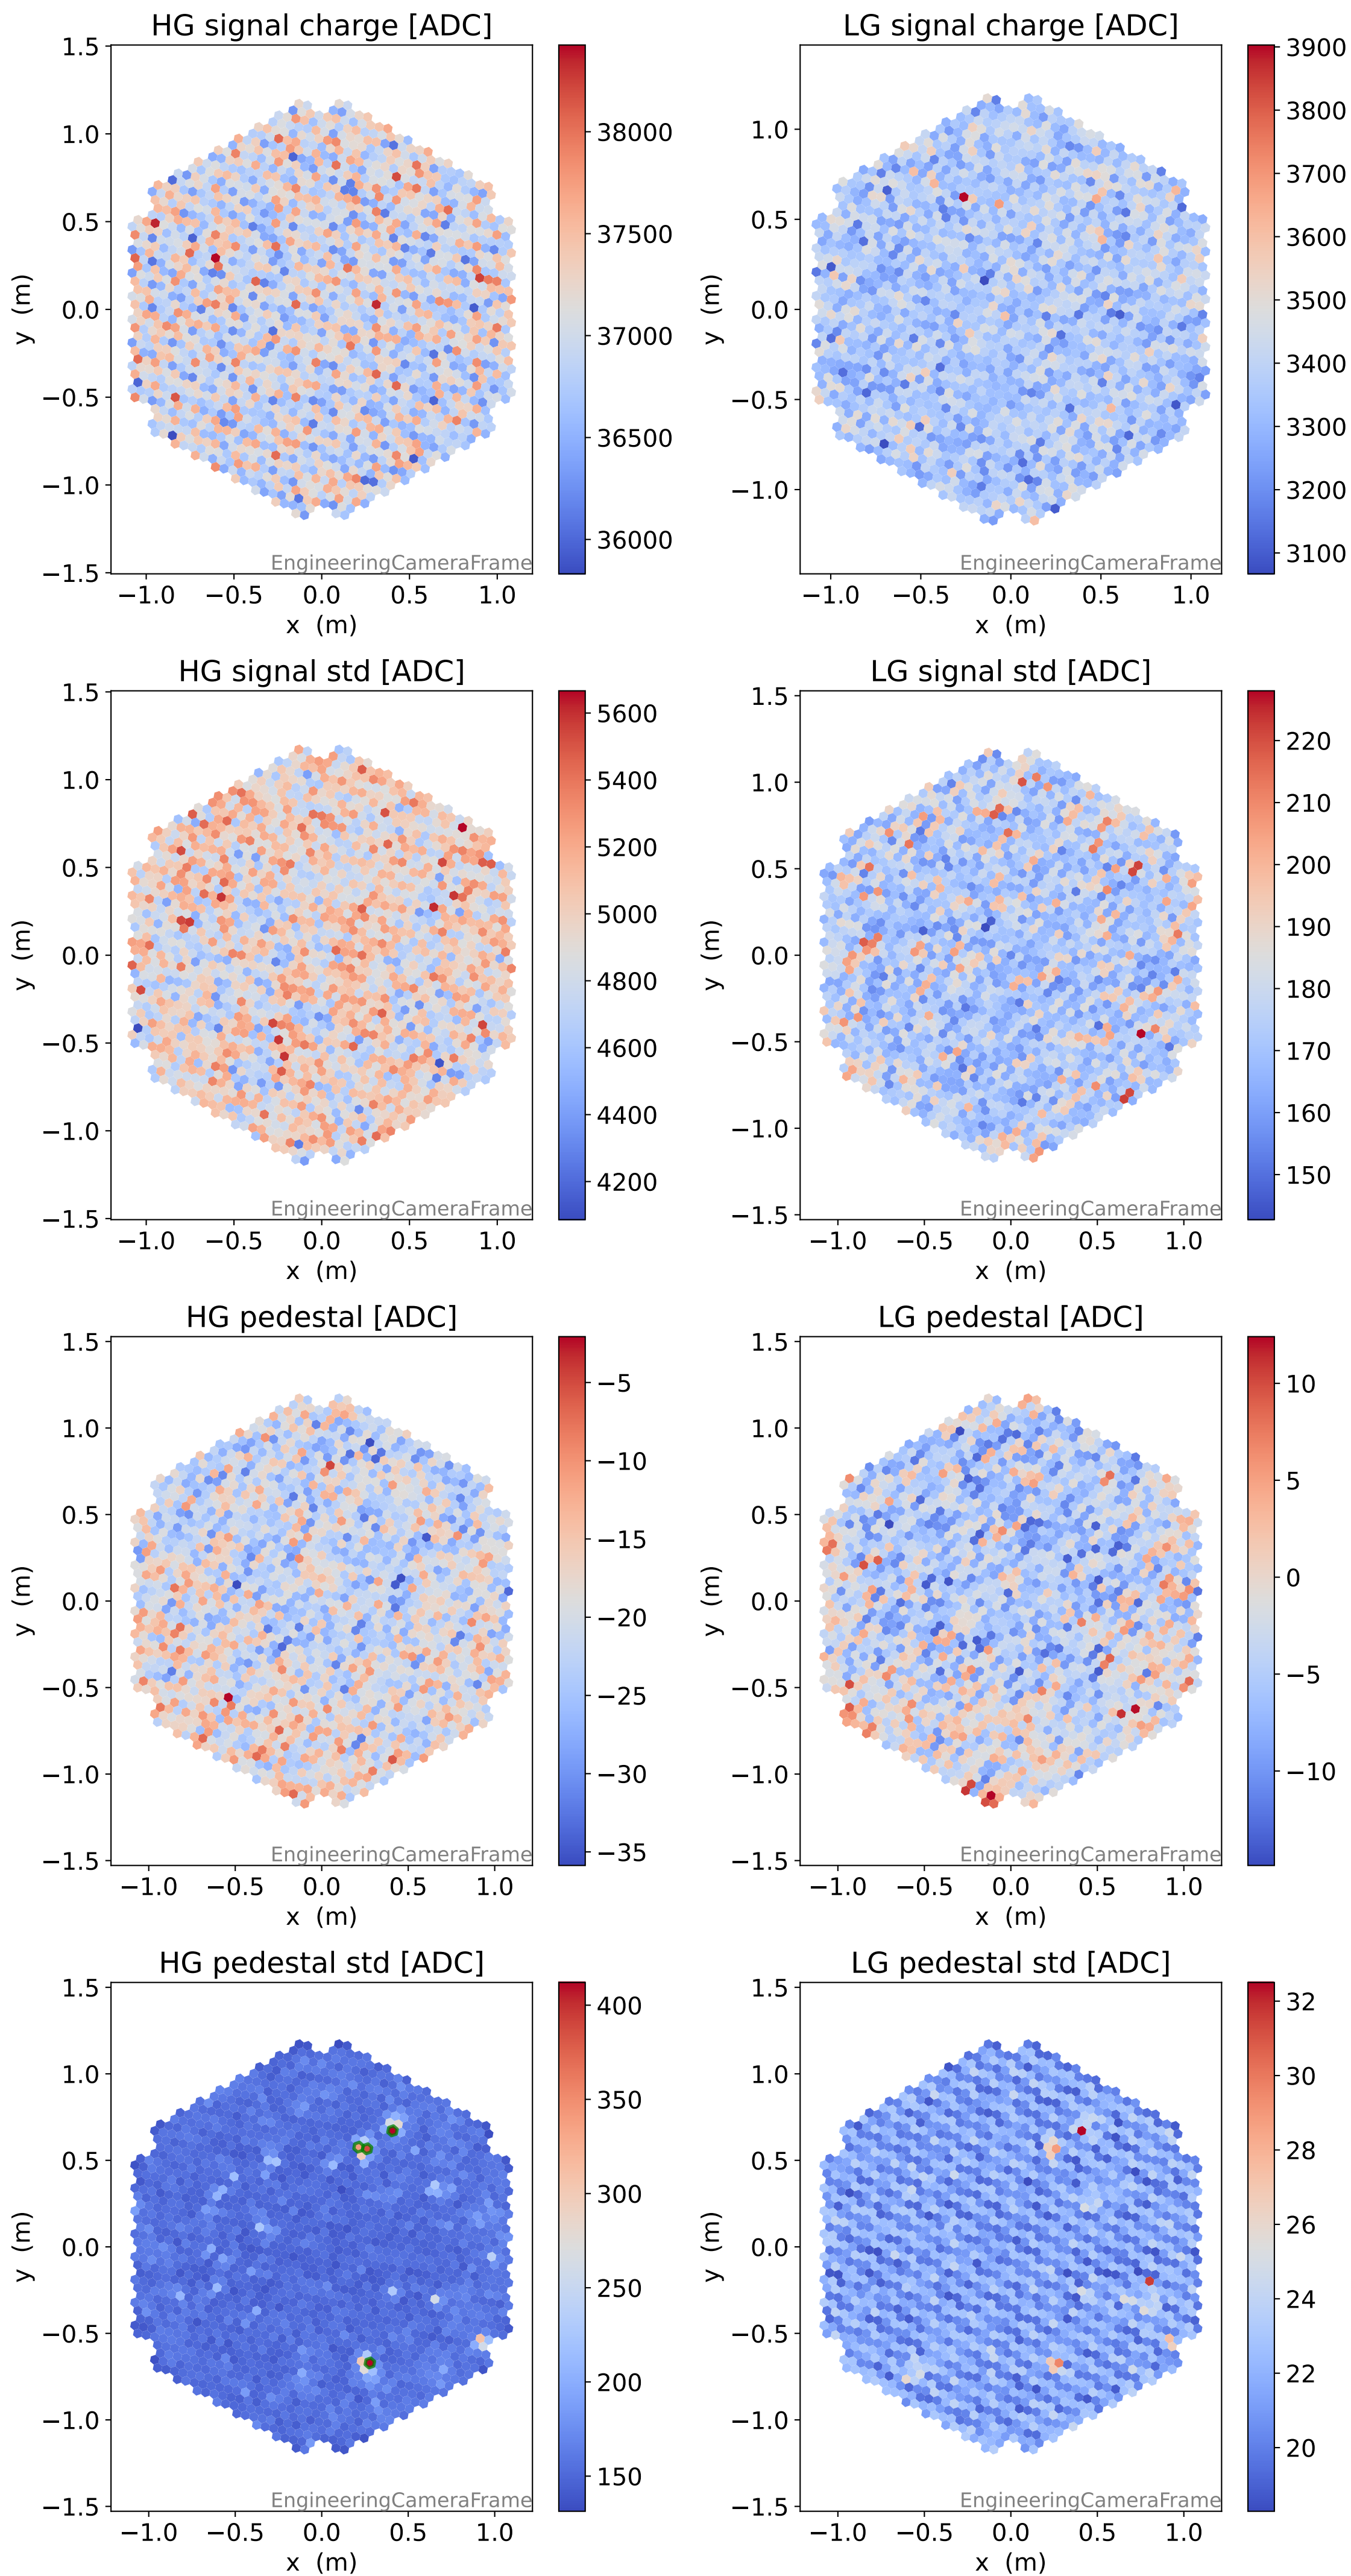 HG signal charge [ADC]
1.5
1.0
0.5
0.0
−0.5
−1.0
−1.5
y (m)
−1.0 −0.5 0.0 0.5 1.0
x (m)
EngineeringCameraFrame
38000
37500
37000
36500
36000
LG signal charge [ADC]
1.0
0.5
0.0
−0.5
−1.0
y (m)
−1.0 −0.5 0.0 0.5 1.0
x (m)
EngineeringCameraFrame
3900
3800
3700
3600
3500
3400
3300
3200
3100
HG signal std [ADC]
1.5
1.0
0.5
0.0
−0.5
−1.0
−1.5
y (m)
−1.0 −0.5 0.0 0.5 1.0
x (m)
EngineeringCameraFrame
5600
5400
5200
5000
4800
4600
4400
4200
LG signal std [ADC]
1.5
1.0
0.5
0.0
−0.5
−1.0
−1.5
y (m)
−1.0 −0.5 0.0 0.5 1.0
x (m)
EngineeringCameraFrame
220
210
200
190
180
170
160
150
HG pedestal [ADC]
1.5
1.0
0.5
0.0
−0.5
−1.0
−1.5
y (m)
−1.0 −0.5 0.0 0.5 1.0
x (m)
EngineeringCameraFrame
−5
−10
−15
−20
−25
−30
−35
LG pedestal [ADC]
1.5
1.0
0.5
0.0
−0.5
−1.0
−1.5
y (m)
−1.0 −0.5 0.0 0.5 1.0
x (m)
EngineeringCameraFrame
10
5
0
−5
−10
HG pedestal std [ADC]
1.5
1.0
0.5
0.0
−0.5
−1.0
−1.5
y (m)
−1.0 −0.5 0.0 0.5 1.0
x (m)
EngineeringCameraFrame
400
350
300
250
200
150
LG pedestal std [ADC]
1.5
1.0
0.5
0.0
−0.5
−1.0
−1.5
y (m)
−1.0 −0.5 0.0 0.5 1.0
x (m)
EngineeringCameraFrame
32
30
28
26
24
22
20